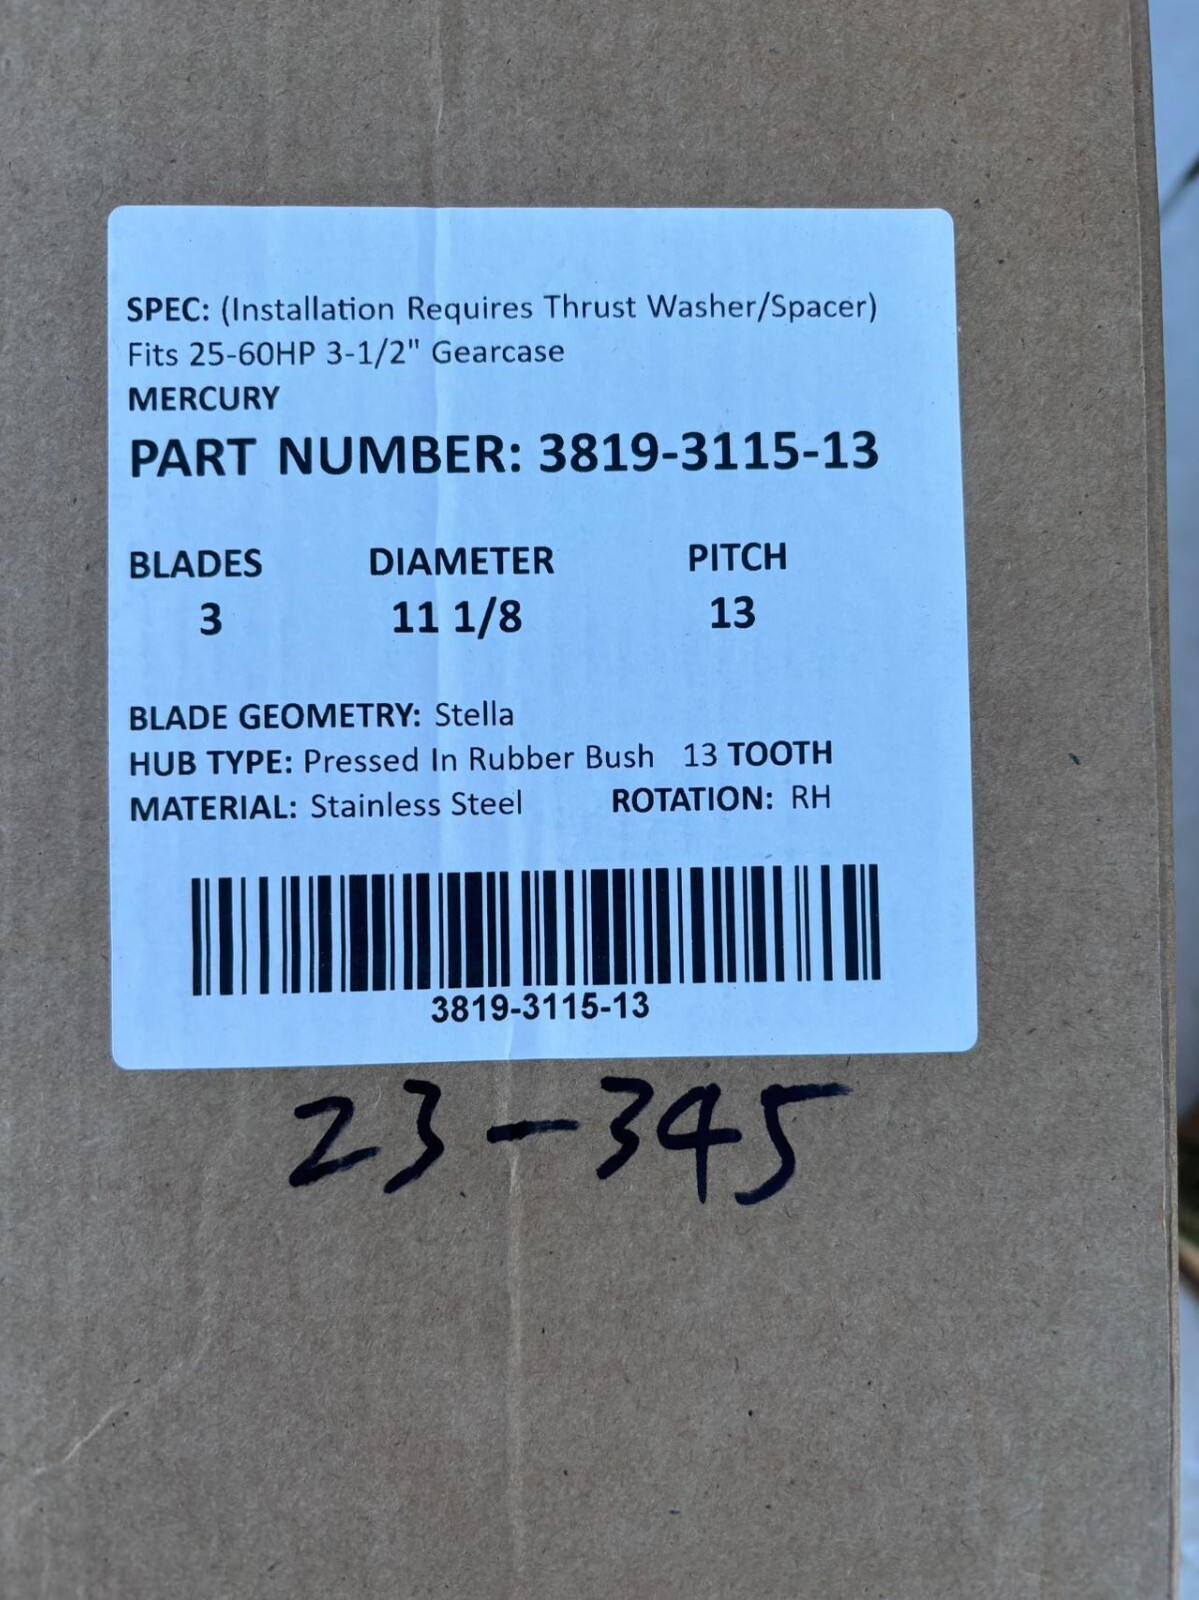 SPEC: (Installation Requires Thrust Washer/Spacer)
Fits 25-60HP 3-1/2" Gearcase
MERCURY
PART NUMBER: 3819-3115-13
BLADES DIAMETER PITCH
3 11 1/8 13
BLADE GEOMETRY: Stella
HUB TYPE: Pressed In Rubber Bush 13 TOOTH
MATERIAL: Stainless Steel ROTATION: RH
3819-3115-13
23-345